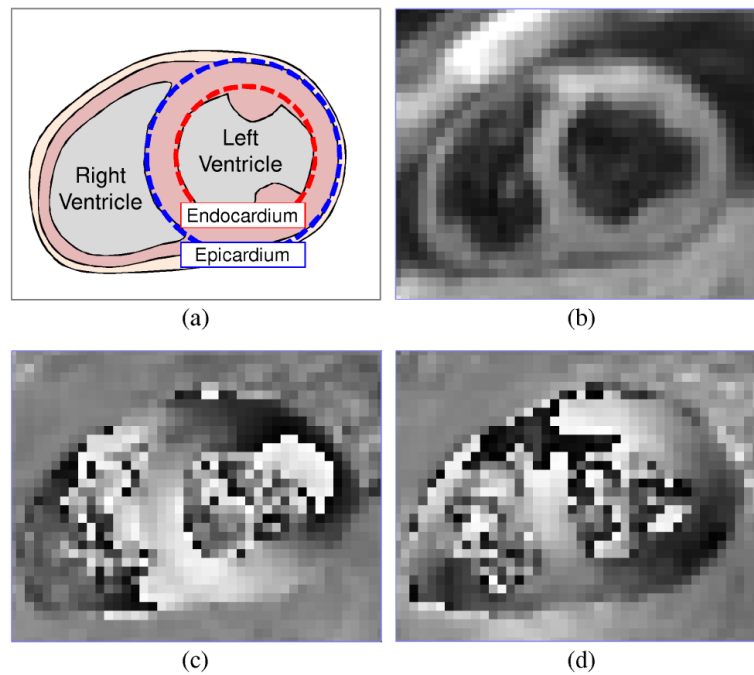 Left
Ventricle
Right
Ventricle
Endocardium
Epicardium
(a)
(b)
(c)
(d)